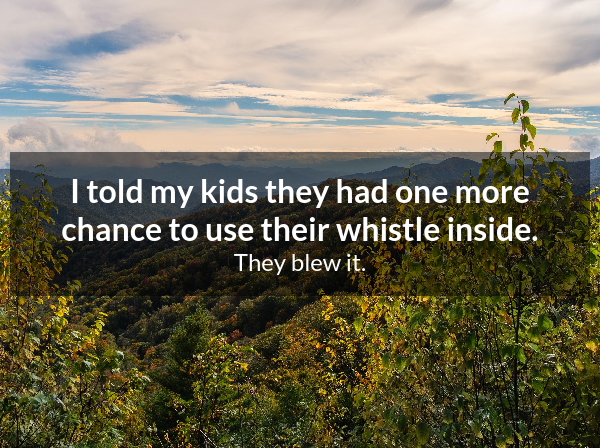 I told my kids they had one more
chance to use their whistle inside.
They blew it.